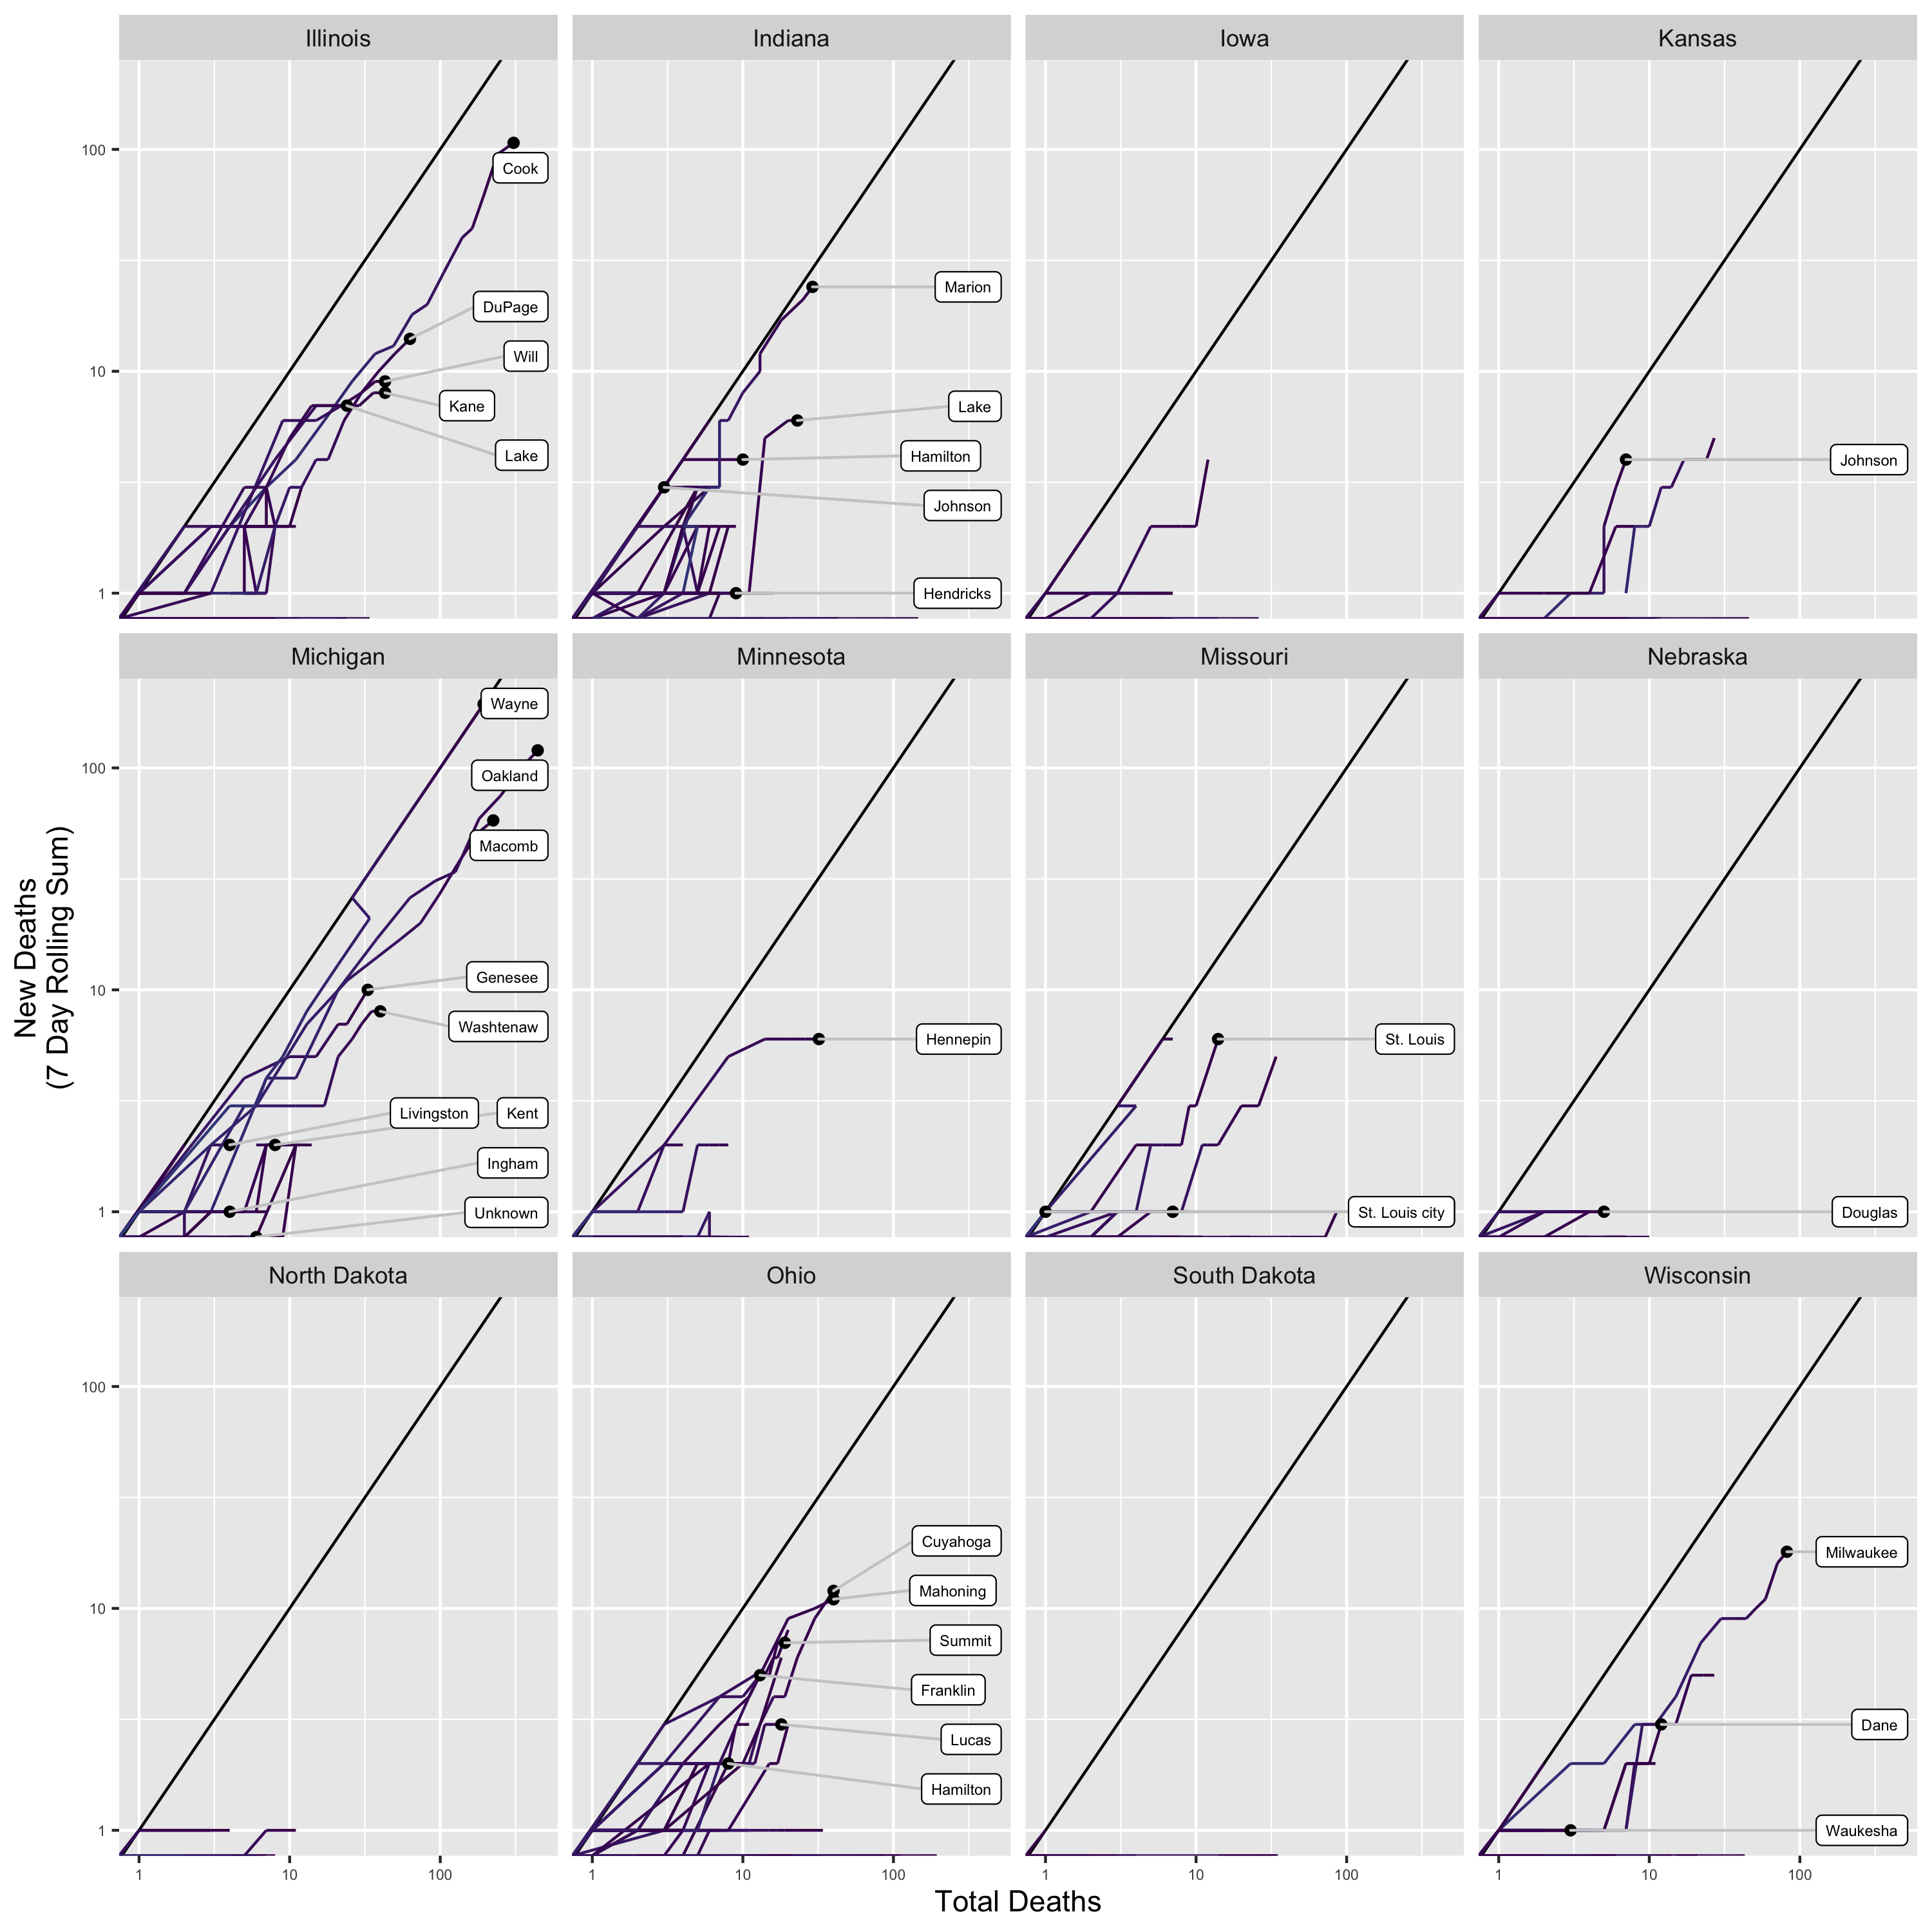 Illinois
Indiana
Iowa
Kansas
100
10
1
Cook
DuPage
Will
Kane
Lake
Marion
Lake
Hamilton
Johnson
Hendricks
Johnson
Michigan
Minnesota
Missouri
Nebraska
New Deaths
(7 Day Rolling Sum)
100
10
1
Wayne
Oakland
Macomb
Genesee
Washtenaw
Livingston
Kent
Ingham
Unknown
Hennepin
St. Louis
St. Louis city
Douglas
North Dakota
Ohio
South Dakota
Wisconsin
100
10
1
Cuyahoga
Mahoning
Summit
Franklin
Lucas
Hamilton
Milwaukee
Dane
Waukesha
1 10 100
1 10 100
1 10 100
1 10 100
Total Deaths